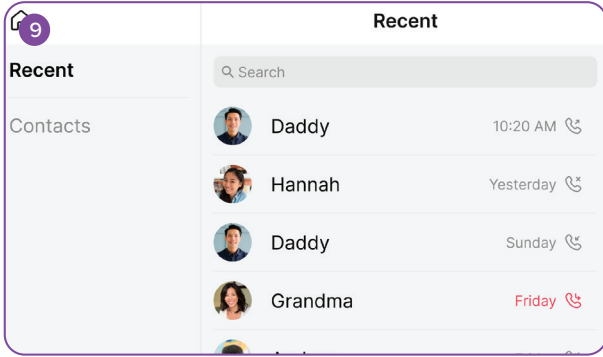 9
Recent
Recent
Search
Contacts
Daddy 10:20 AM
Hannah Yesterday
Daddy Sunday
Grandma Friday